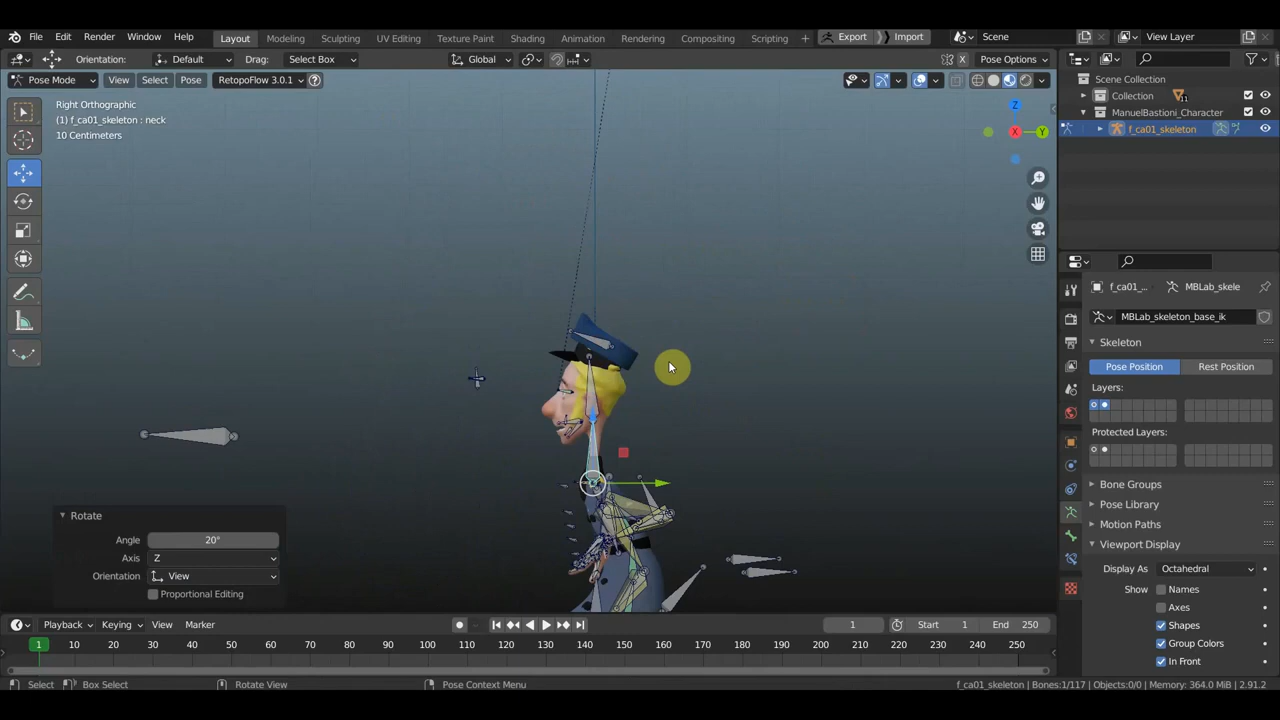 File Edit Render Window Help Layout Modeling Sculpting UV Editing Texture Paint Shading Animation Rendering Compositing Scripting + Export Import Scene View Layer
Orientation: Default Drag: Select Box Global X Pose Options
Pose Mode View Select Pose RetopoFlow 3.0.1 ?
Right Orthographic
(1) f_ca01_skeleton : neck
10 Centimeters
Z
X
Y
Rotate
Angle 20°
Axis Z
Orientation View
Proportional Editing
Scene Collection
Collection 11
ManuelBastioni_Character
f_ca01_skeleton
f_ca01_... MBLab_skele
MBLab_skeleton_base_ik
Skeleton
Pose Position Rest Position
Layers:
Protected Layers:
Bone Groups
Pose Library
Motion Paths
Viewport Display
Display As Octahedral
Show Names
Axes
Shapes
Group Colors
In Front
Playback Keying View Marker 1 Start 1 End 250
1 10 20 30 40 50 60 70 80 90 100 110 120 130 140 150 160 170 180 190 200 210 220 230 240 250
Select Box Select Rotate View Pose Context Menu f_ca01_skeleton | Bones:1/117 | Objects:0/0 | Memory: 364.0 MiB | 2.91.2